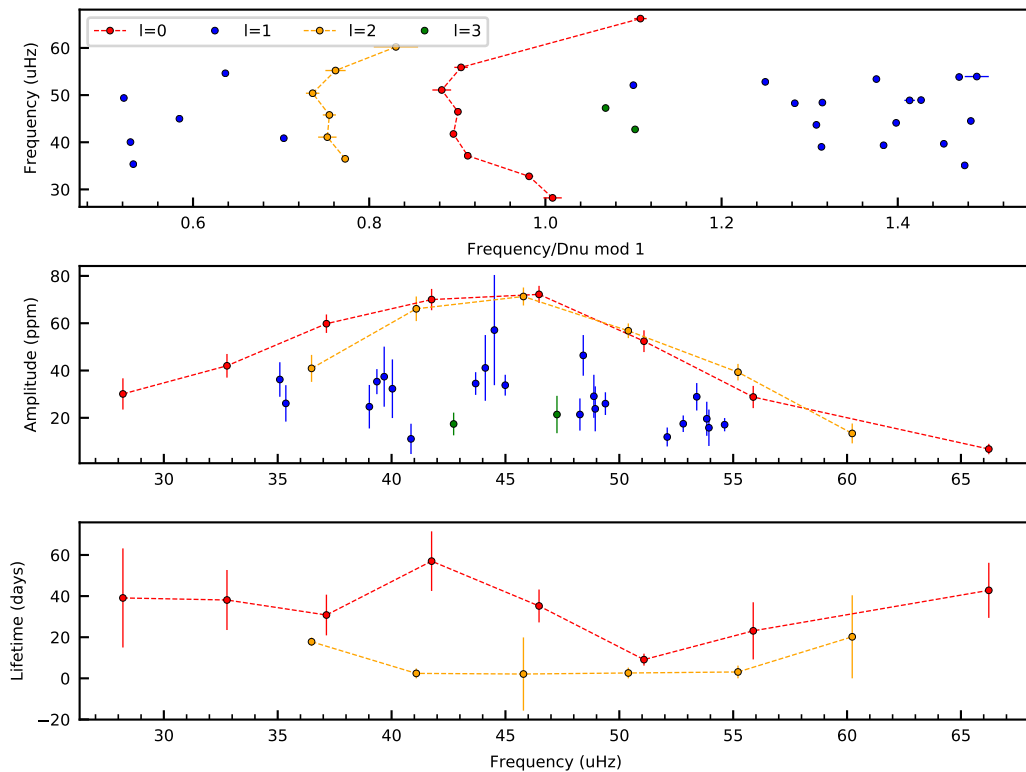 l=0 l=1 l=2 l=3
60
50
40
30
Frequency (uHz)
0.6 0.8 1.0 1.2 1.4
Frequency/Dnu mod 1
80
60
40
20
Amplitude (ppm)
30 35 40 45 50 55 60 65
60
40
20
0
−20
Lifetime (days)
30 35 40 45 50 55 60 65
Frequency (uHz)